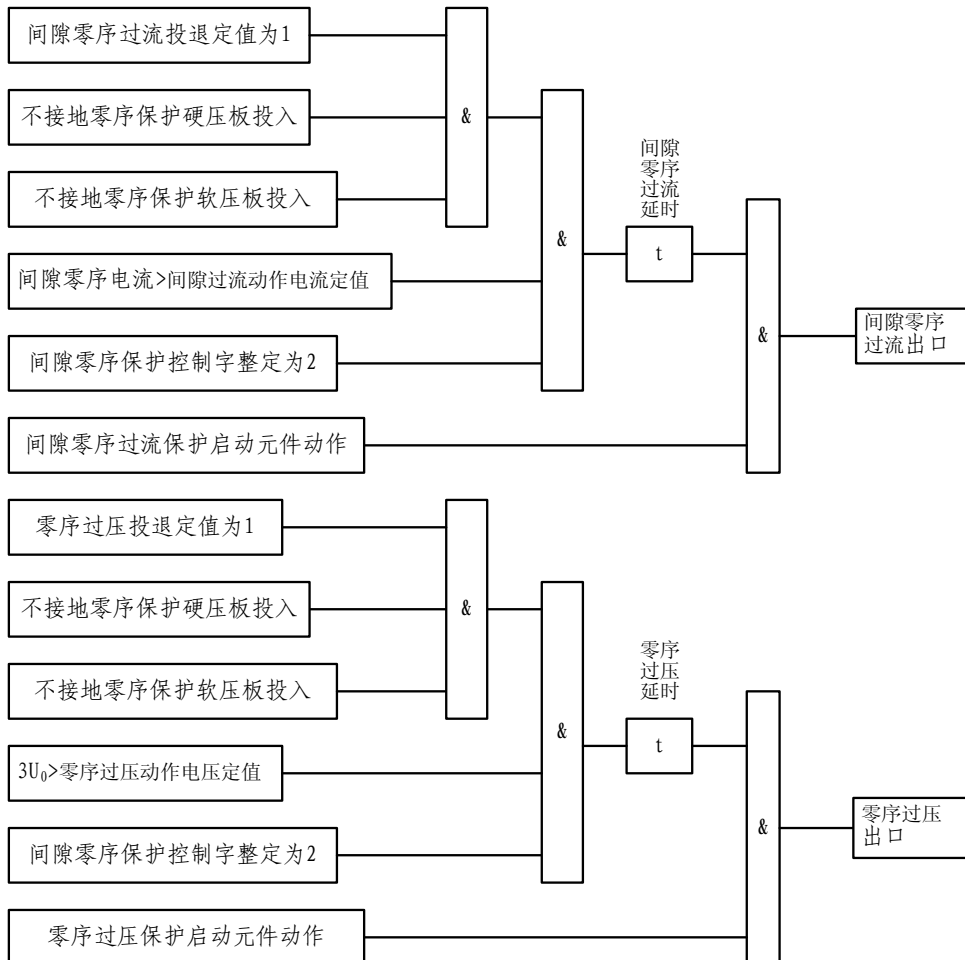 间隙零序过流投退定值为1
不接地零序保护硬压板投入
&
不接地零序保护软压板投入
间隙零序电流>间隙过流动作电流定值
&
间隙
零序
过流
延时
t
间隙零序保护控制字整定为2
间隙零序过流保护启动元件动作
&
间隙零序
过流出口
零序过压投退定值为1
不接地零序保护硬压板投入
&
不接地零序保护软压板投入
3U₀>零序过压动作电压定值
&
零序
过压
延时
t
间隙零序保护控制字整定为2
零序过压保护启动元件动作
&
零序过压
出口